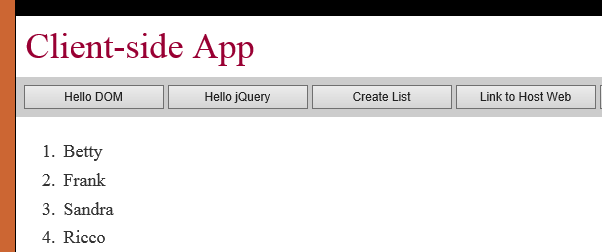 Client-side App
Hello DOM Hello jQuery Create List Link to Host Web
1. Betty
2. Frank
3. Sandra
4. Ricco